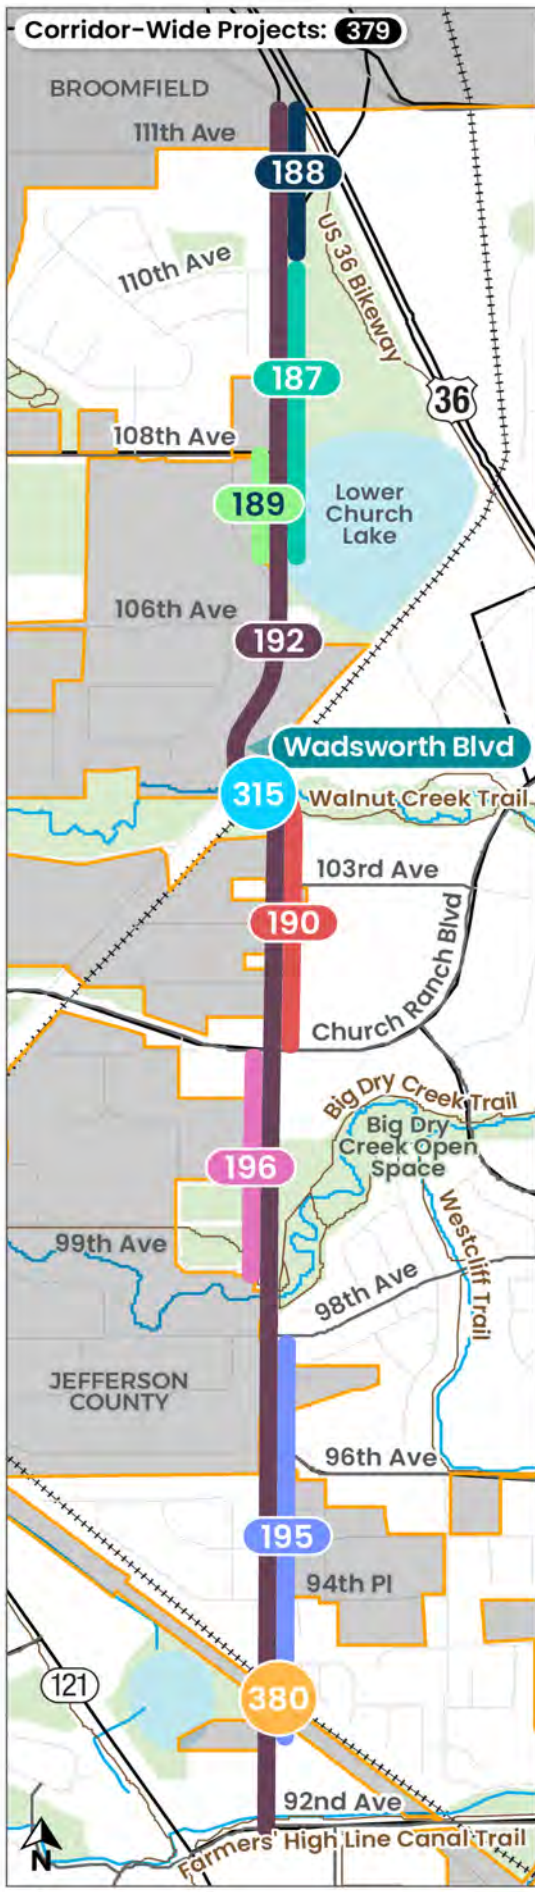 Corridor-Wide Projects: 379
BROOMFIELD
111th Ave
188
US 36 Bikeway
110th Ave
187
36
108th Ave
189
Lower
Church
Lake
106th Ave
192
Wadsworth Blvd
315
Walnut Creek Trail
103rd Ave
190
Church Ranch Blvd
Big Dry Creek Trail
Big Dry
Creek Open
Space
196
Westcliff Trail
99th Ave
98th Ave
JEFFERSON
COUNTY
96th Ave
195
94th Pl
121
380
92nd Ave
Farmers' High Line Canal Trail
N